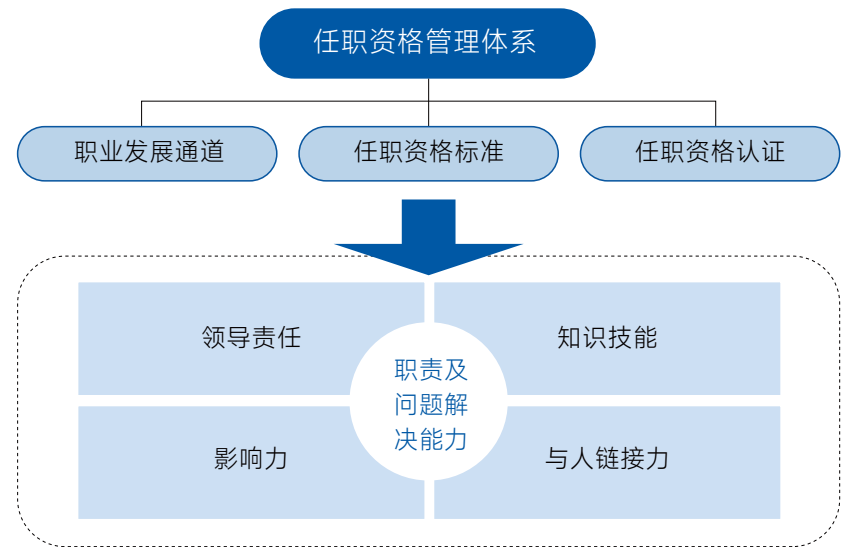 任职资格管理体系
职业发展通道
任职资格标准
任职资格认证
领导责任
知识技能
职责及
问题解
决能力
影响力
与人链接力